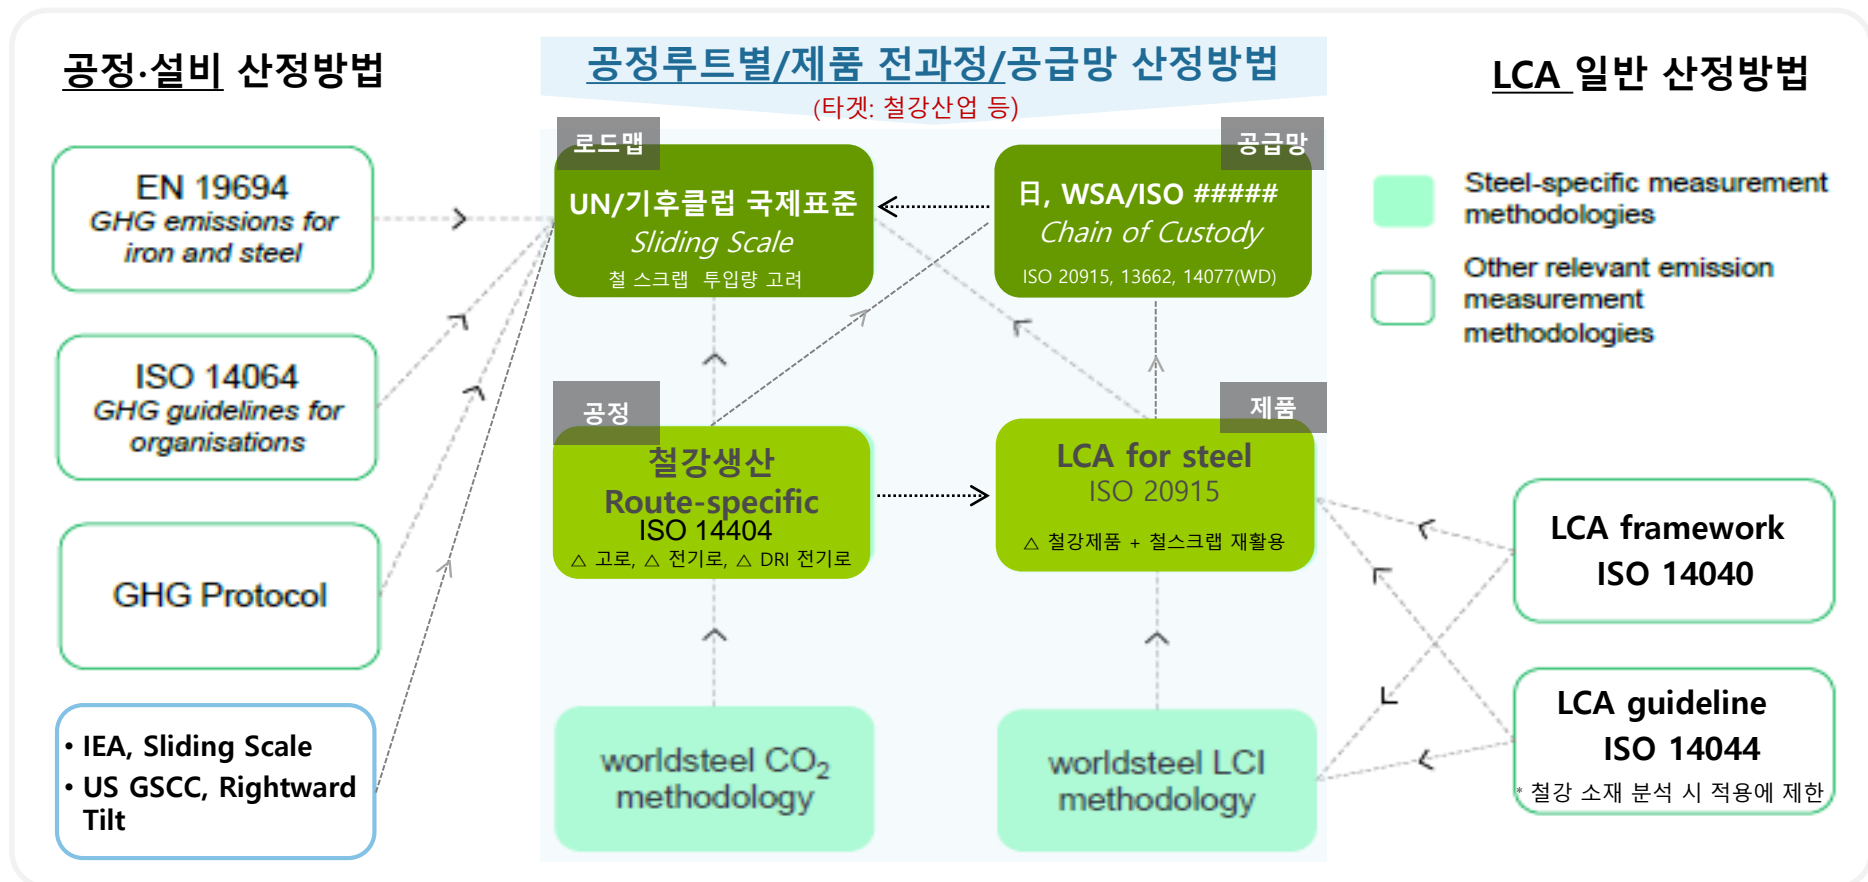 공정·설비 산정방법
EN 19694
GHG emissions for
iron and steel
ISO 14064
GHG guidelines for
organisations
GHG Protocol
• IEA, Sliding Scale
• US GSCC, Rightward
Tilt
공정루트별/제품 전과정/공급망 산정방법
(타겟: 철강산업 등)
로드맵
UN/기후클럽 국제표준
Sliding Scale
철 스크랩 투입량 고려
공급망
日, WSA/ISO #####
Chain of Custody
ISO 20915, 13662, 14077(WD)
공정
철강생산
Route-specific
ISO 14404
△ 고로, △ 전기로, △ DRI 전기로
제품
LCA for steel
ISO 20915
△ 철강제품 + 철스크랩 재활용
worldsteel CO₂
methodology
worldsteel LCI
methodology
LCA 일반 산정방법
Steel-specific measurement
methodologies
Other relevant emission
measurement
methodologies
LCA framework
ISO 14040
LCA guideline
ISO 14044
* 철강 소재 분석 시 적용에 제한